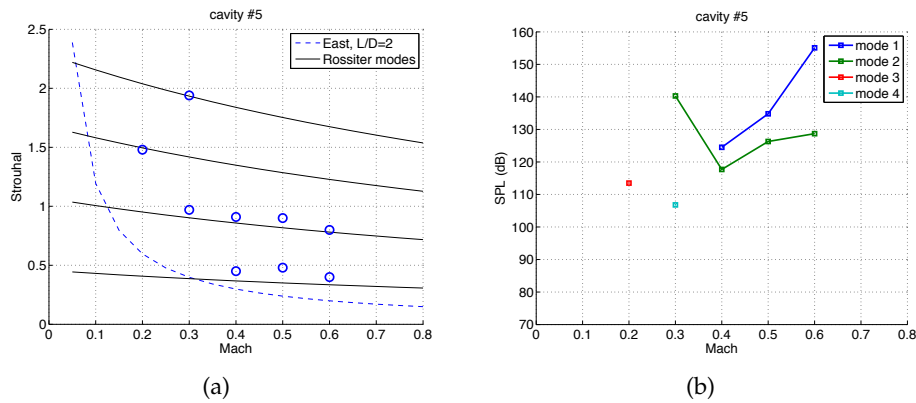 cavity #5
2.5
2
1.5
1
0.5
0
Strouhal
East, L/D=2
Rossiter modes
0 0.1 0.2 0.3 0.4 0.5 0.6 0.7 0.8
Mach
(a)
cavity #5
160
150
140
130
120
110
100
90
80
70
SPL (dB)
mode 1
mode 2
mode 3
mode 4
0 0.1 0.2 0.3 0.4 0.5 0.6 0.7 0.8
Mach
(b)